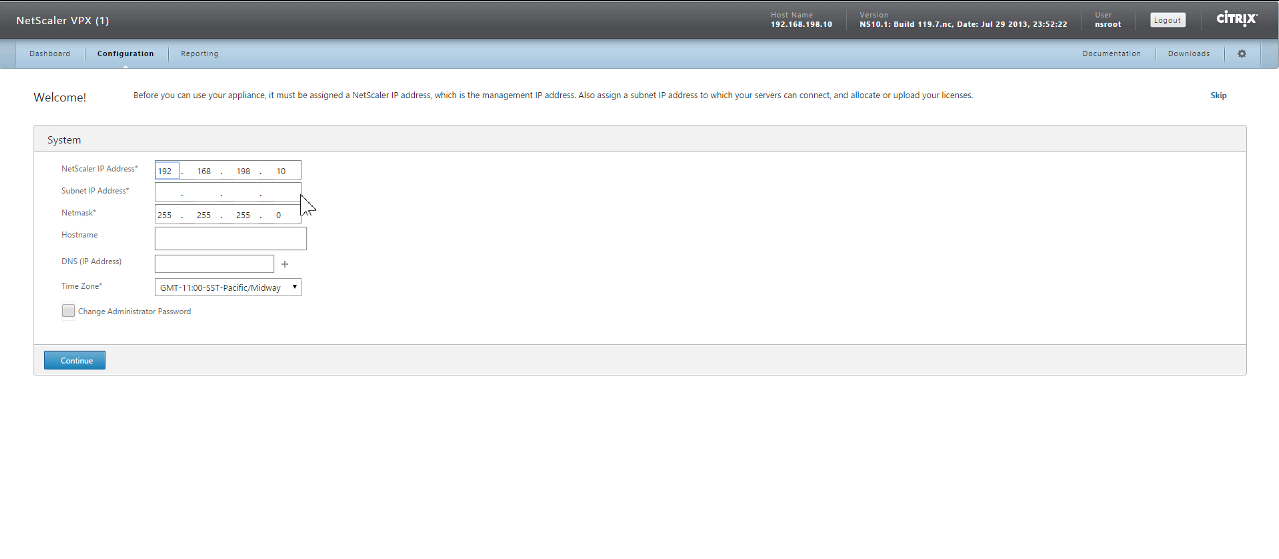 NetScaler VPX (1)
Host Name
192.168.198.10
Version
NS10.1: Build 119.7.nc, Date: Jul 29 2013, 23:52:22
User
nsroot
Logout
CITRIX
Dashboard Configuration Reporting Documentation Downloads
Welcome! Before you can use your appliance, it must be assigned a NetScaler IP address, which is the management IP address. Also assign a subnet IP address to which your servers can connect, and allocate or upload your licenses. Skip
System
NetScaler IP Address* 192 . 168 . 198 . 10
Subnet IP Address* . . .
Netmask* 255 . 255 . 255 . 0
Hostname
DNS (IP Address) +
Time Zone* GMT-11:00-SST-Pacific/Midway
Change Administrator Password
Continue